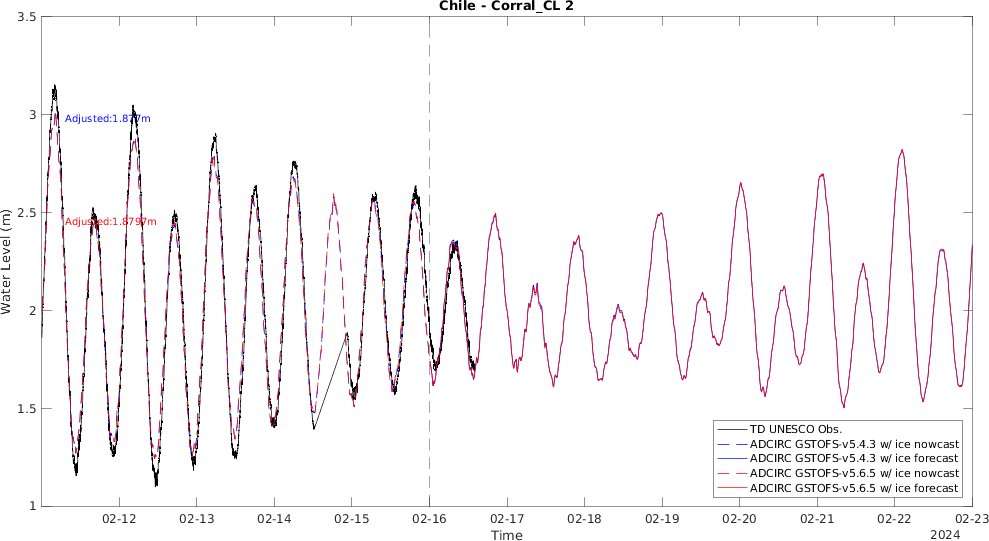 Chile - Corral_CL 2
3.5
3
2.5
2
1.5
1
Water Level (m)
Adjusted:1.877m
Adjusted:1.8797m
TD UNESCO Obs.
ADCIRC GSTOFS-v5.4.3 w/ ice nowcast
ADCIRC GSTOFS-v5.4.3 w/ ice forecast
ADCIRC GSTOFS-v5.6.5 w/ ice nowcast
ADCIRC GSTOFS-v5.6.5 w/ ice forecast
02-12 02-13 02-14 02-15 02-16 02-17 02-18 02-19 02-20 02-21 02-22 02-23
Time
2024